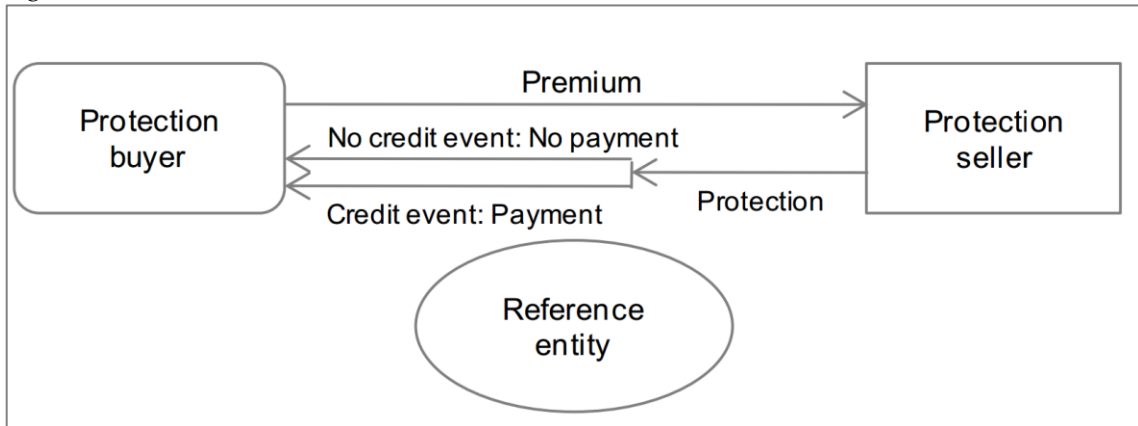 Premium
Protection
buyer
No credit event: No payment
Protection
seller
Credit event: Payment
Protection
Reference
entity